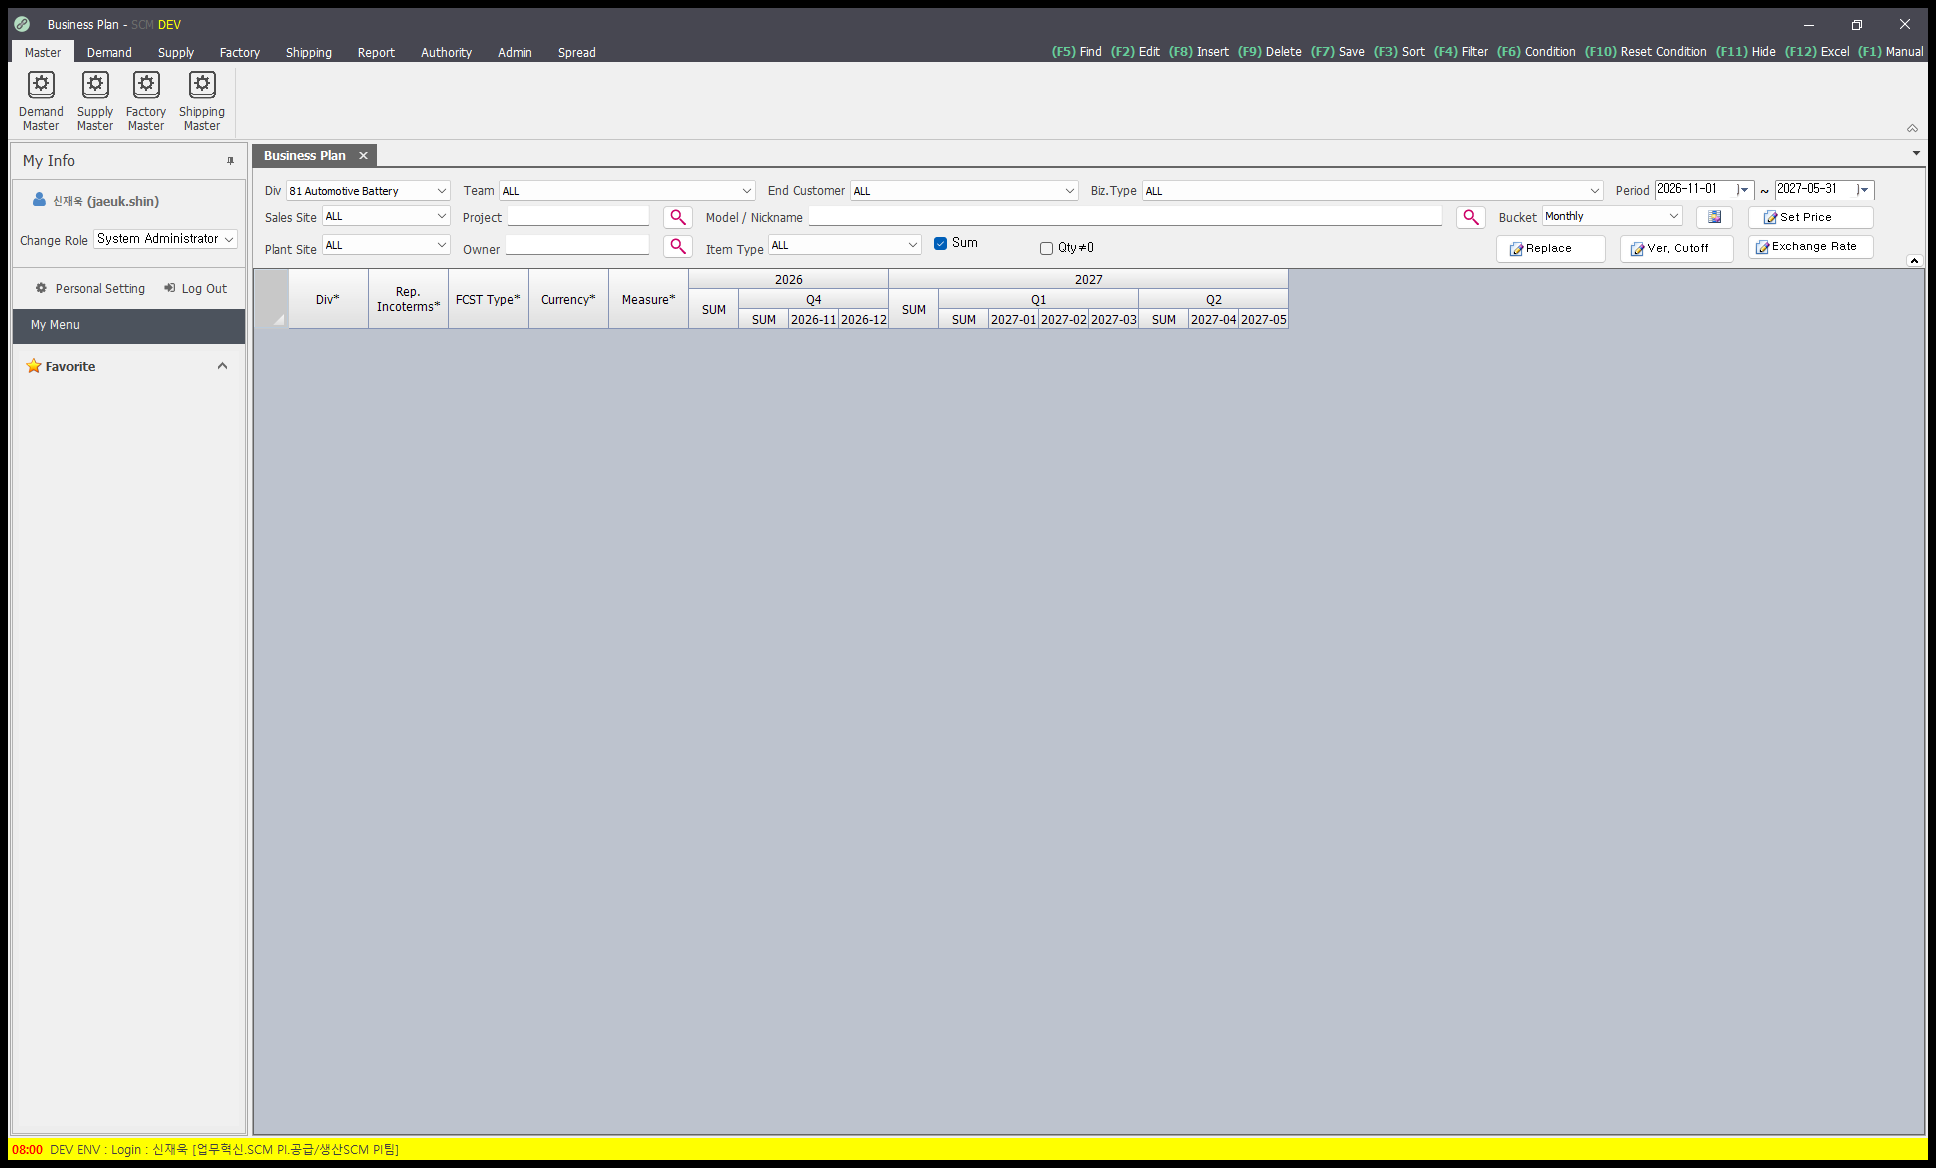 Business Plan - SCM DEV
Master Demand Supply Factory Shipping Report Authority Admin Spread (F5) Find (F2) Edit (F8) Insert (F9) Delete (F7) Save (F3) Sort (F4) Filter (F6) Condition (F10) Reset Condition (F11) Hide (F12) Excel (F1) Manual
Demand Master
Supply Master
Factory Master
Shipping Master
My Info
신재욱 (jaeuk.shin)
Change Role System Administrator
Personal Setting Log Out
My Menu
Favorite
Business Plan
Div 81 Automotive Battery Team ALL End Customer ALL Biz.Type ALL Period 2026-11-01 ~ 2027-05-31
Sales Site ALL Project Model / Nickname Bucket Monthly Set Price
Plant Site ALL Owner Item Type ALL Sum Qty≠0 Replace Ver. Cutoff Exchange Rate
Div* Rep. Incoterms* FCST Type* Currency* Measure*
2026 2027
SUM Q4 SUM Q1 Q2
SUM 2026-11 2026-12 SUM 2027-01 2027-02 2027-03 SUM 2027-04 2027-05
08:00 DEV ENV : Login : 신재욱 [업무혁신.SCM PI.공급/생산SCM PI팀]